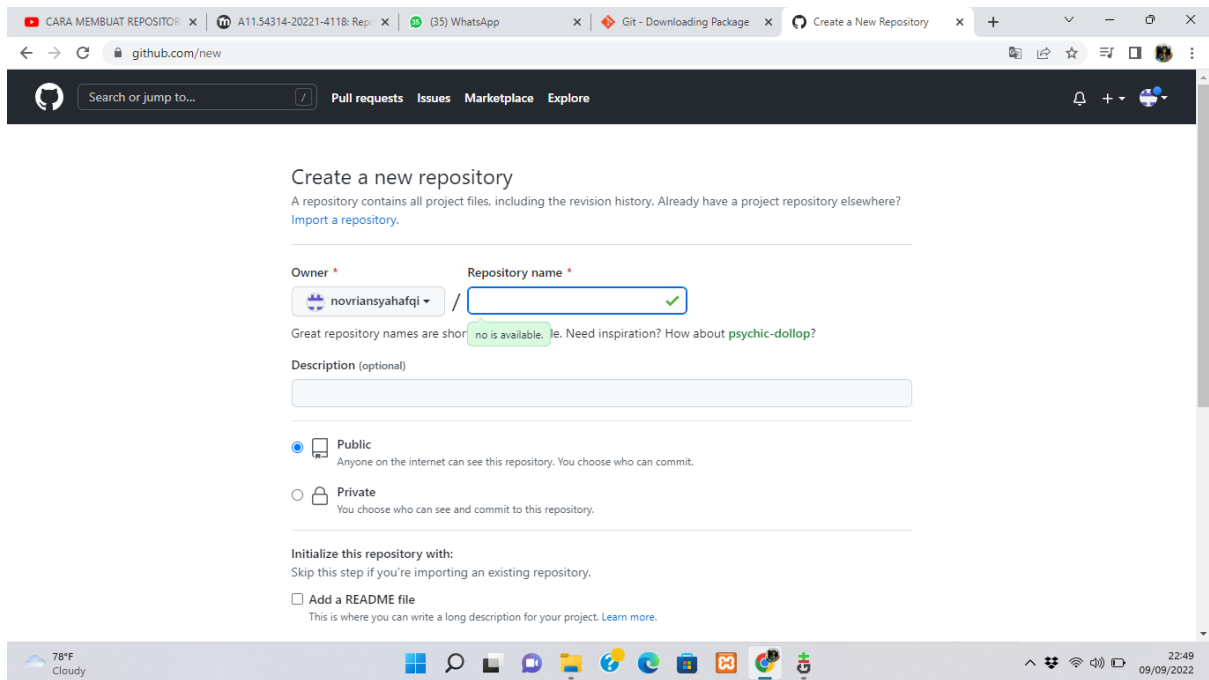 CARA MEMBUAT REPOSITOR
A11.54314-20221-4118: Rep
(35) WhatsApp
Git - Downloading Package
Create a New Repository
github.com/new
Search or jump to...
/
Pull requests Issues Marketplace Explore
Create a new repository
A repository contains all project files, including the revision history. Already have a project repository elsewhere?
Import a repository.
Owner *
Repository name *
novriansyahafqi
/
Great repository names are shor
no is available.
le. Need inspiration? How about psychic-dollop?
Description (optional)
Public
Anyone on the internet can see this repository. You choose who can commit.
Private
You choose who can see and commit to this repository.
Initialize this repository with:
Skip this step if you're importing an existing repository.
Add a README file
This is where you can write a long description for your project. Learn more.
78°F
Cloudy
22:49
09/09/2022